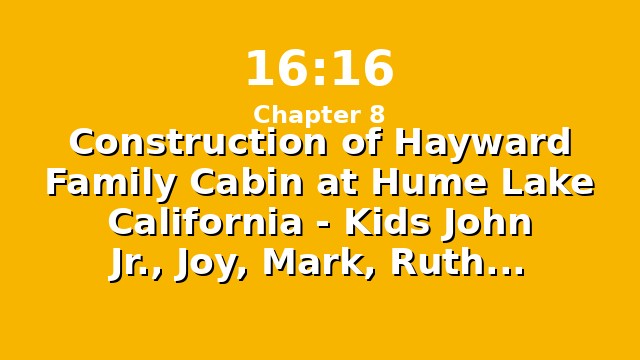 16:16
Chapter 8
Construction of Hayward
Family Cabin at Hume Lake
California - Kids John
Jr., Joy, Mark, Ruth...